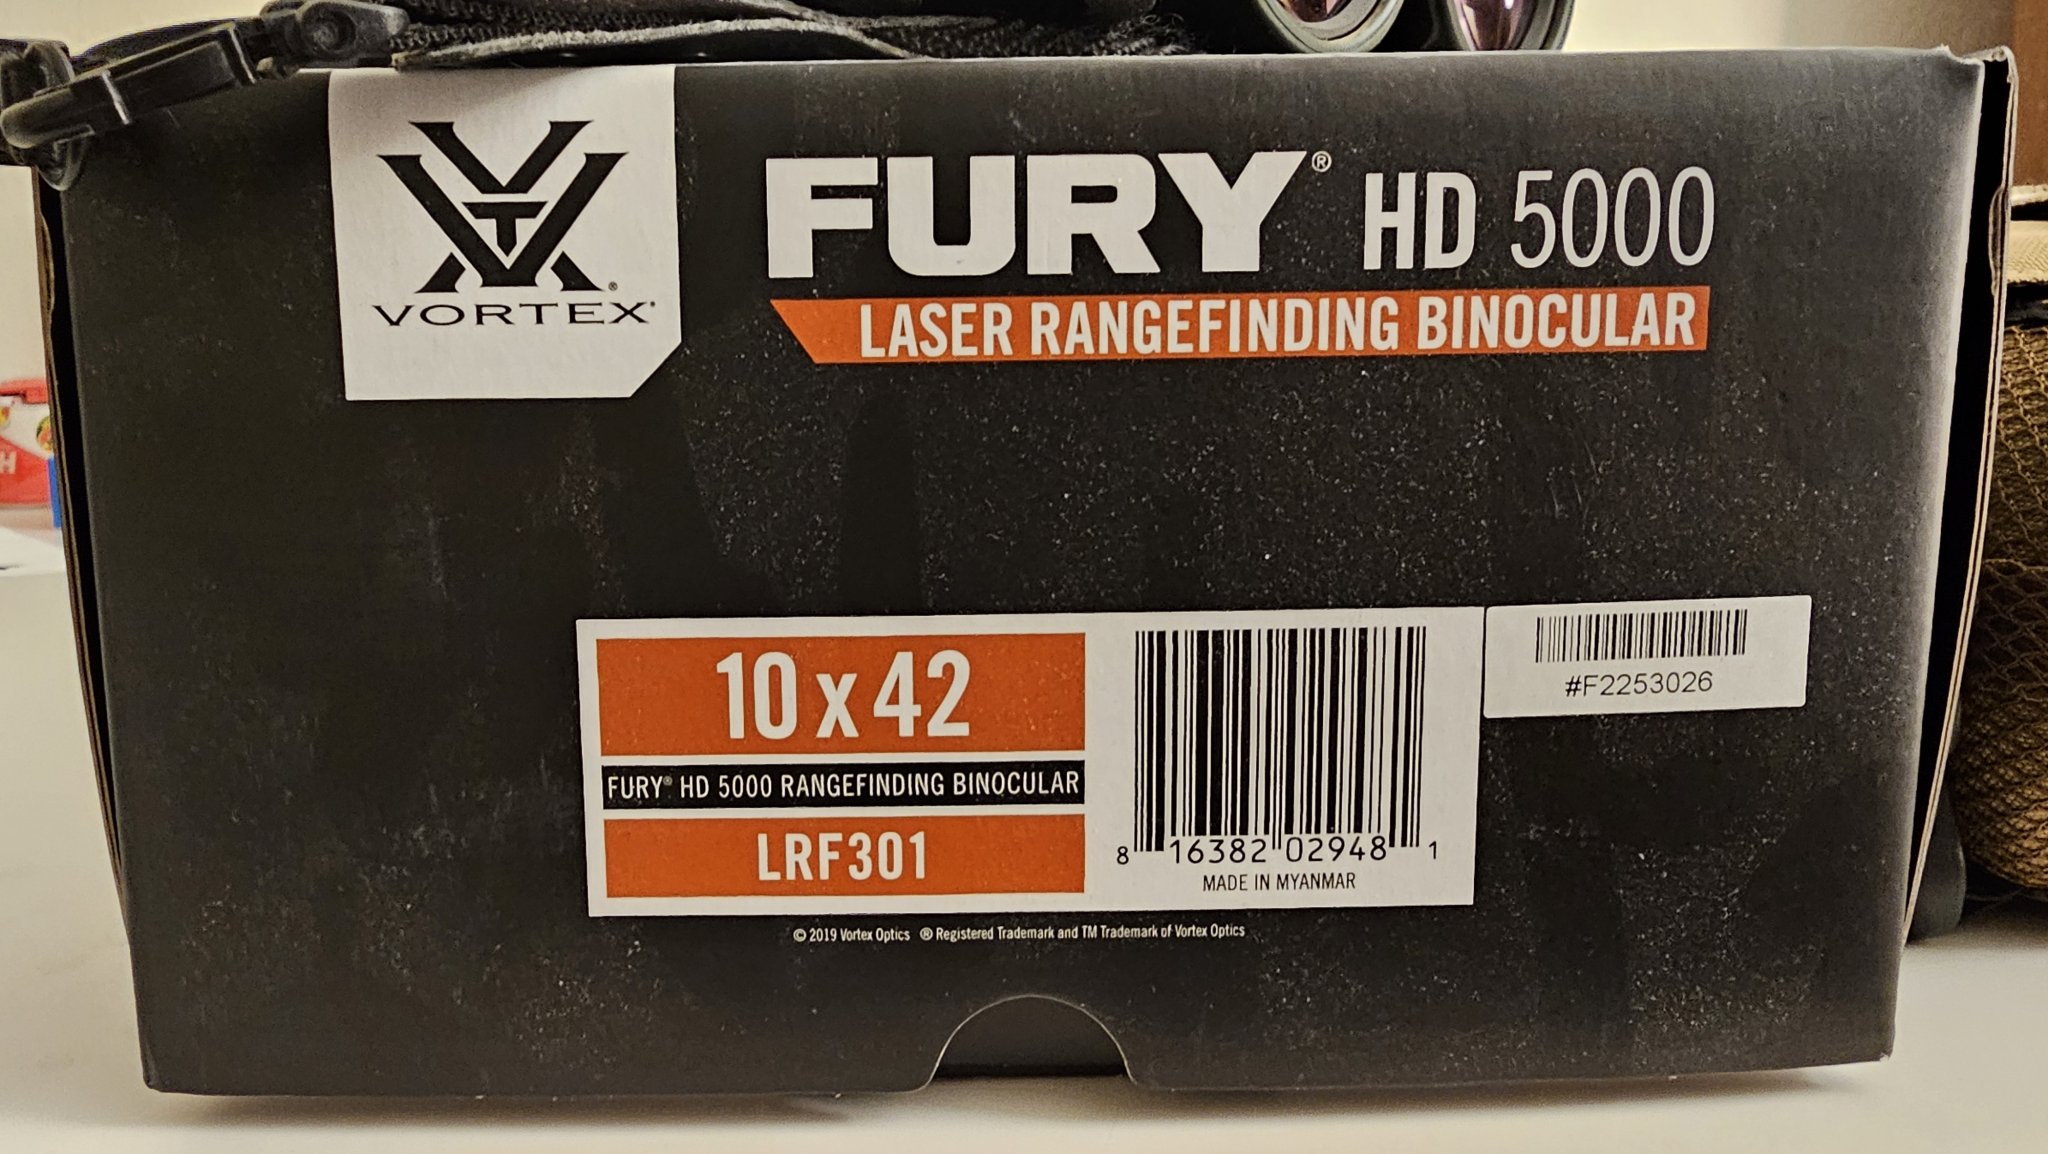 VORTEX®
FURY® HD 5000
LASER RANGEFINDING BINOCULAR
10 x 42
FURY® HD 5000 RANGEFINDING BINOCULAR
LRF301
8 16382 02948 1
MADE IN MYANMAR
#F2253026
© 2019 Vortex Optics ® Registered Trademark and TM Trademark of Vortex Optics
H